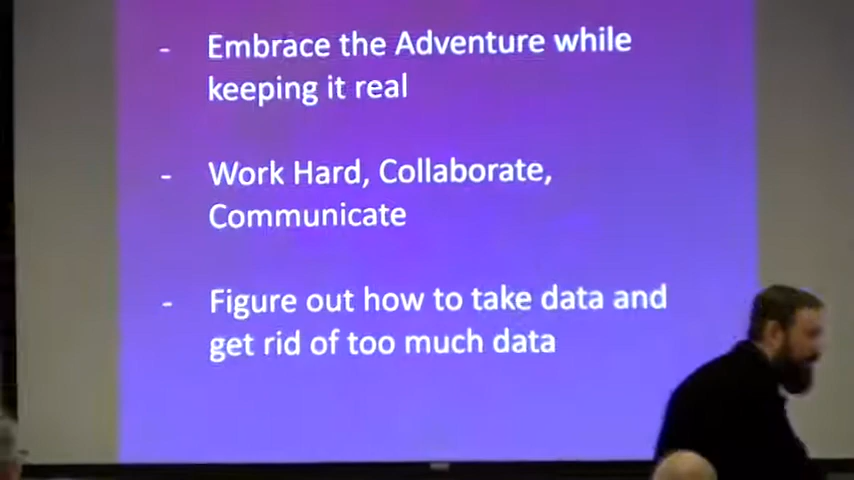 - Embrace the Adventure while
keeping it real
- Work Hard, Collaborate,
Communicate
- Figure out how to take data and
get rid of too much data